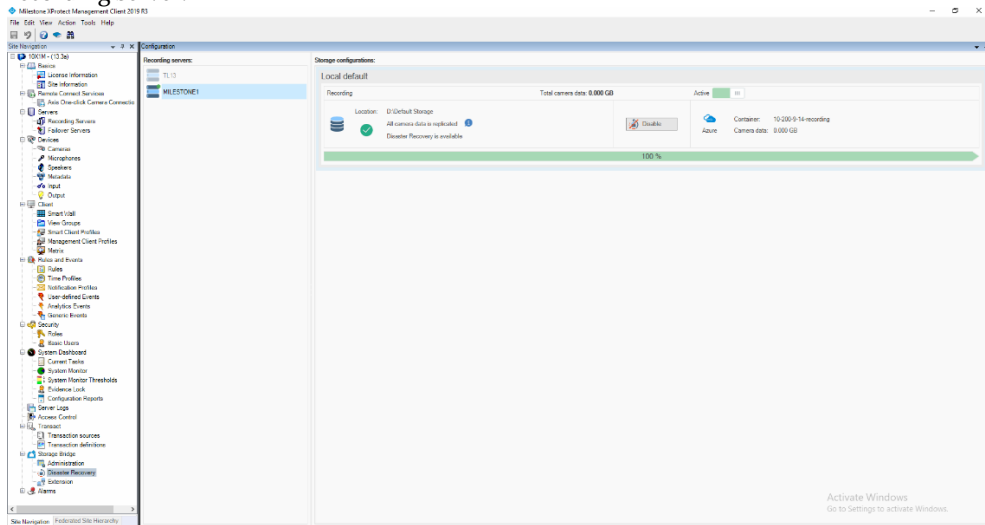 Milestone XProtect Management Client 2019 R3
File Edit View Action Tools Help
Site Navigation
Configuration
10X1M - (13.3a)
Basics
License Information
Site Information
Remote Connect Services
Axis One-click Camera Connectio
Servers
Recording Servers
Failover Servers
Devices
Cameras
Microphones
Speakers
Metadata
Input
Output
Client
Smart Wall
View Groups
Smart Client Profiles
Management Client Profiles
Matrix
Rules and Events
Rules
Time Profiles
Notification Profiles
User-defined Events
Analytics Events
Generic Events
Security
Roles
Basic Users
System Dashboard
Current Tasks
System Monitor
System Monitor Thresholds
Evidence Lock
Configuration Reports
Server Logs
Access Control
Transact
Transaction sources
Transaction definitions
Storage Bridge
Administration
Disaster Recovery
Extension
Alarms
Site Navigation Federated Site Hierarchy
Recording servers:
TL13
MILESTONE1
Storage configurations:
Local default
Recording Total camera data: 0.000 GB Active
Location: D:\Default Storage
All camera data is replicated
Disaster Recovery is available
Disable
Azure
Container: 10-200-9-14-recording
Camera data: 0.000 GB
100 %
Activate Windows
Go to Settings to activate Windows.